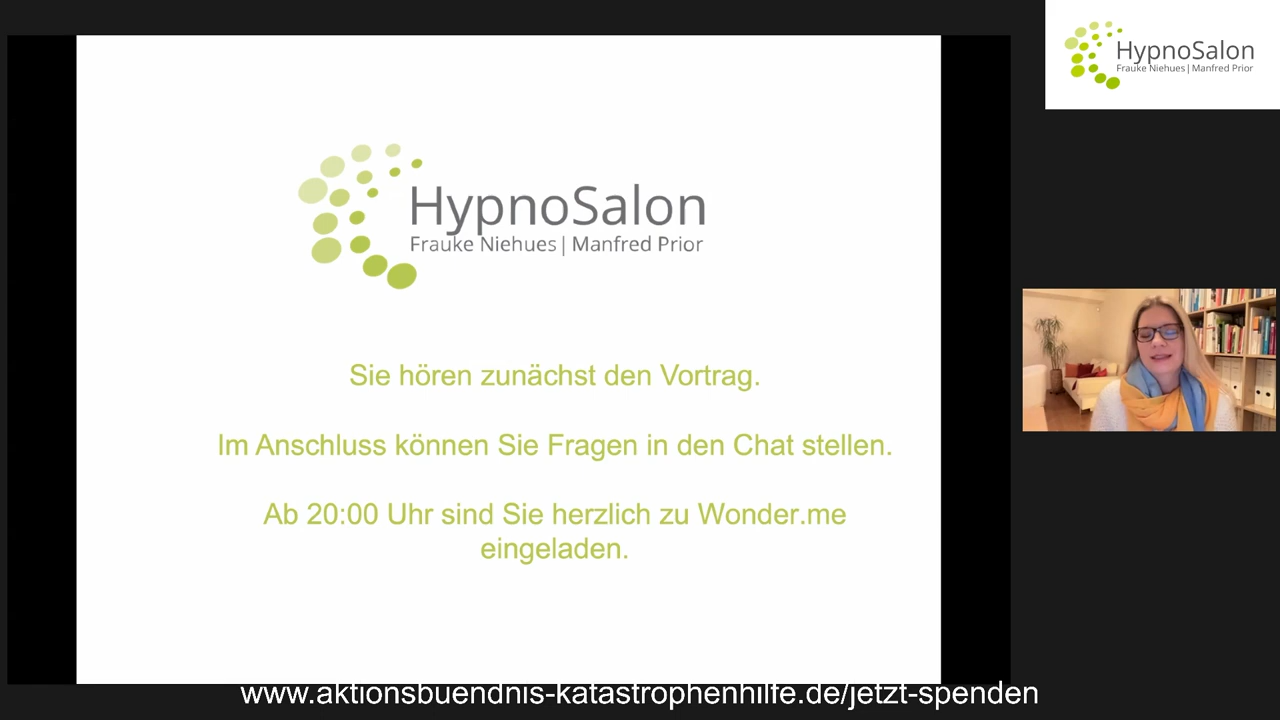 HypnoSalon
Frauke Niehues | Manfred Prior
HypnoSalon
Frauke Niehues | Manfred Prior
Sie hören zunächst den Vortrag.
Im Anschluss können Sie Fragen in den Chat stellen.
Ab 20:00 Uhr sind Sie herzlich zu Wonder.me
eingeladen.
www.aktionsbuendnis-katastrophenhilfe.de/jetzt-spenden